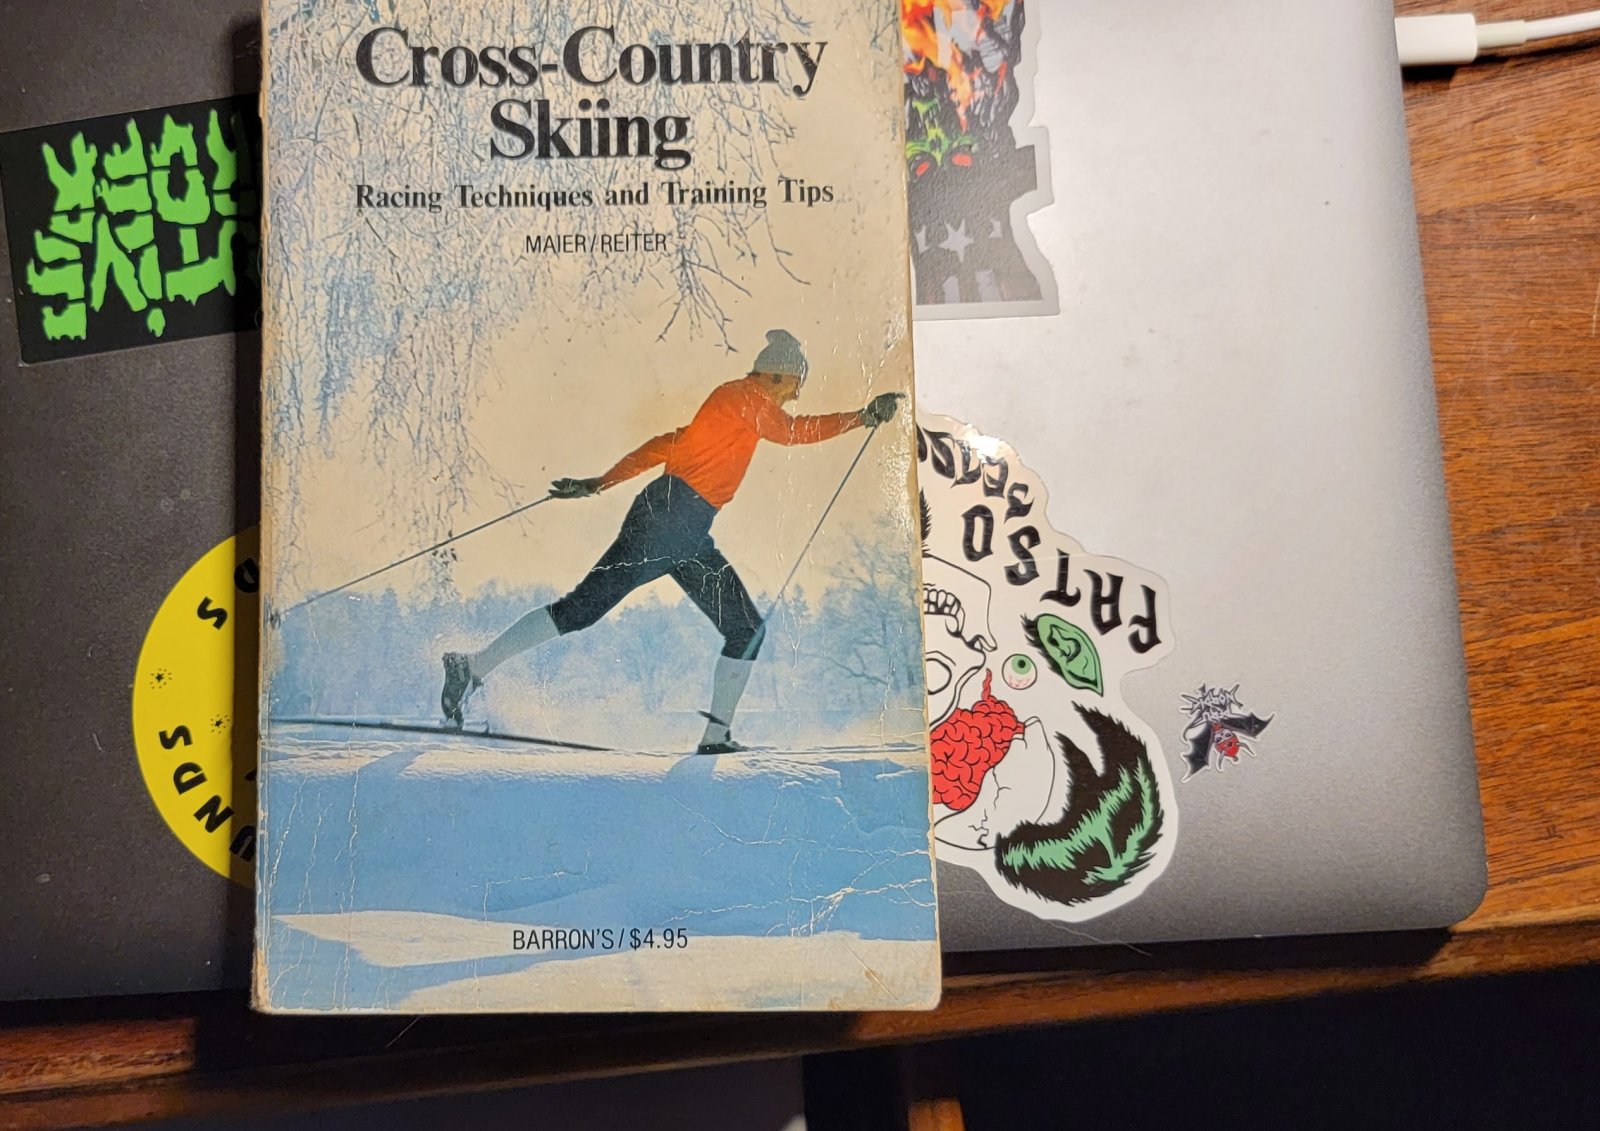 Cross-Country
Skiing
Racing Techniques and Training Tips
MAIER/REITER
BARRON'S/$4.95
FATSO